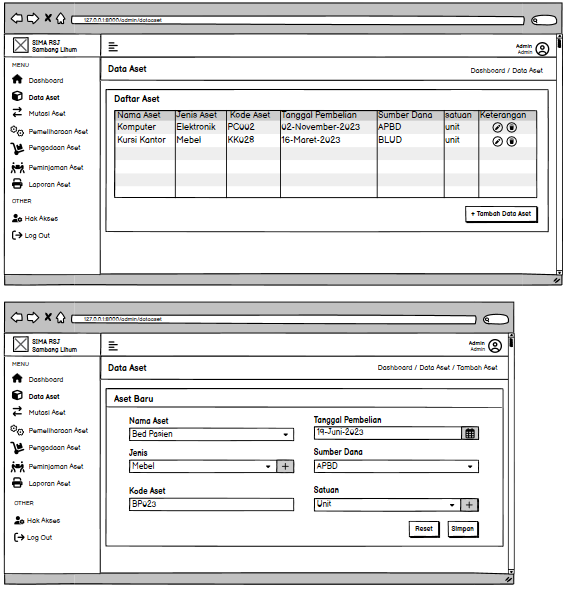 127.0.0.1:8000/admin/dataaset
SIMA RSJ
Sambang Lihum
Admin
Admin
MENU
Dashboard
Data Aset
Mutasi Aset
Pemeliharaan Aset
Pengadaan Aset
Peminjaman Aset
Laporan Aset
OTHER
Hak Akses
Log Out
Data Aset
Dashboard / Data Aset
Daftar Aset
Nama Aset Jenis Aset Kode Aset Tanggal Pembelian Sumber Dana satuan Keterangan
Komputer Elektronik PC002 02-November-2023 APBD unit
Kursi Kantor Mebel KK028 16-Maret-2023 BLUD unit
+ Tambah Data Aset
127.0.0.1:8000/admin/dataaset
SIMA RSJ
Sambang Lihum
Admin
Admin
MENU
Dashboard
Data Aset
Mutasi Aset
Pemeliharaan Aset
Pengadaan Aset
Peminjaman Aset
Laporan Aset
OTHER
Hak Akses
Log Out
Data Aset
Dashboard / Data Aset / Tambah Aset
Aset Baru
Nama Aset
Bed Pasien
Tanggal Pembelian
19-Juni-2023
Jenis
Mebel
+
Sumber Dana
APBD
Kode Aset
BP023
Satuan
Unit
+
Reset
Simpan